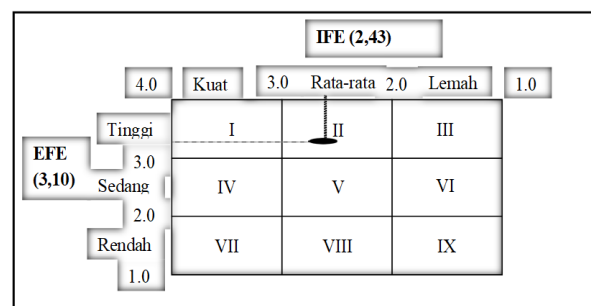 IFE (2,43)
4.0 Kuat 3.0 Rata-rata 2.0 Lemah 1.0
Tinggi I II III
EFE
(3,10)
3.0
Sedang IV V VI
2.0
Rendah VII VIII IX
1.0